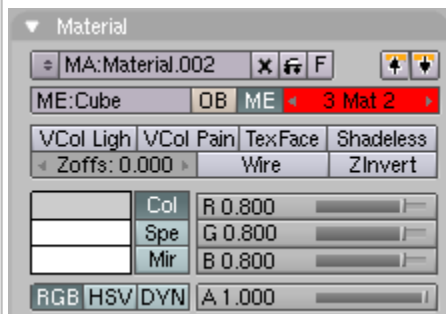 Material
MA:Material.002 X F
ME:Cube OB ME 3 Mat 2
VCol Ligh VCol Pain TexFace Shadeless
Zoffs: 0.000 Wire ZInvert
Col R 0.800
Spe G 0.800
Mir B 0.800
RGB HSV DYN A 1.000